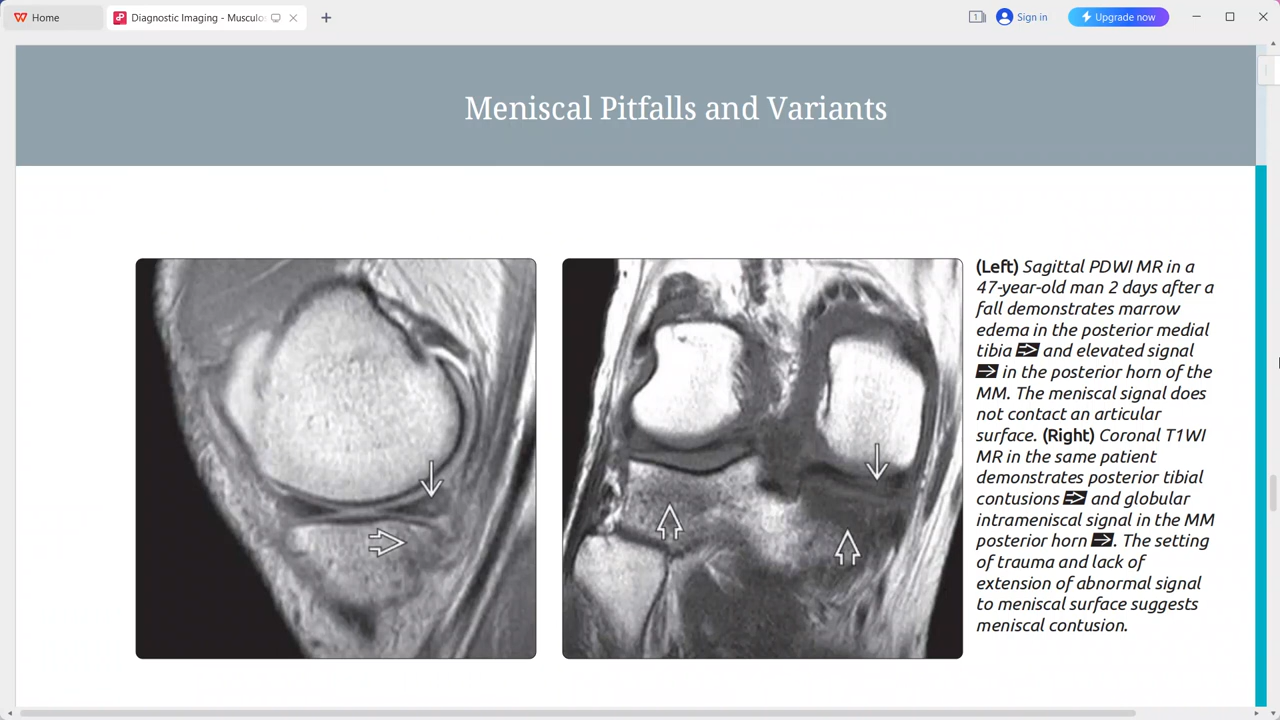 Home
Diagnostic Imaging - Musculos
1
Sign in
Upgrade now
Meniscal Pitfalls and Variants
(Left) Sagittal PDWI MR in a
47-year-old man 2 days after a
fall demonstrates marrow
edema in the posterior medial
tibia and elevated signal
in the posterior horn of the
MM. The meniscal signal does
not contact an articular
surface. (Right) Coronal T1WI
MR in the same patient
demonstrates posterior tibial
contusions and globular
intrameniscal signal in the MM
posterior horn . The setting
of trauma and lack of
extension of abnormal signal
to meniscal surface suggests
meniscal contusion.